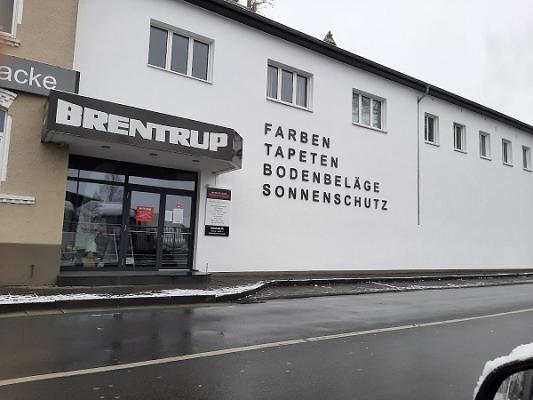 acke
BRENTRUP
FARBEN
TAPETEN
BODENBELÄGE
SONNENSCHUTZ